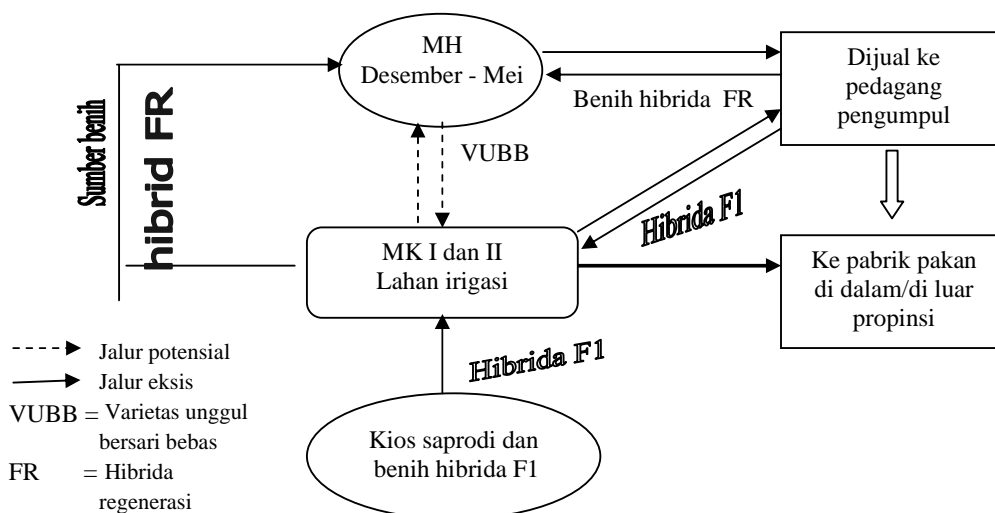 MH
Desember - Mei
Dijual ke
pedagang
pengumpul
Benih hibrida FR
Sumber benih
hibrid FR
VUBB
Hibrida F1
MK I dan II
Lahan irigasi
Ke pabrik pakan
di dalam/di luar
propinsi
Hibrida F1
Kios saprodi dan
benih hibrida F1
Jalur potensial
Jalur eksis
VUBB = Varietas unggul
bersari bebas
FR = Hibrida
regenerasi